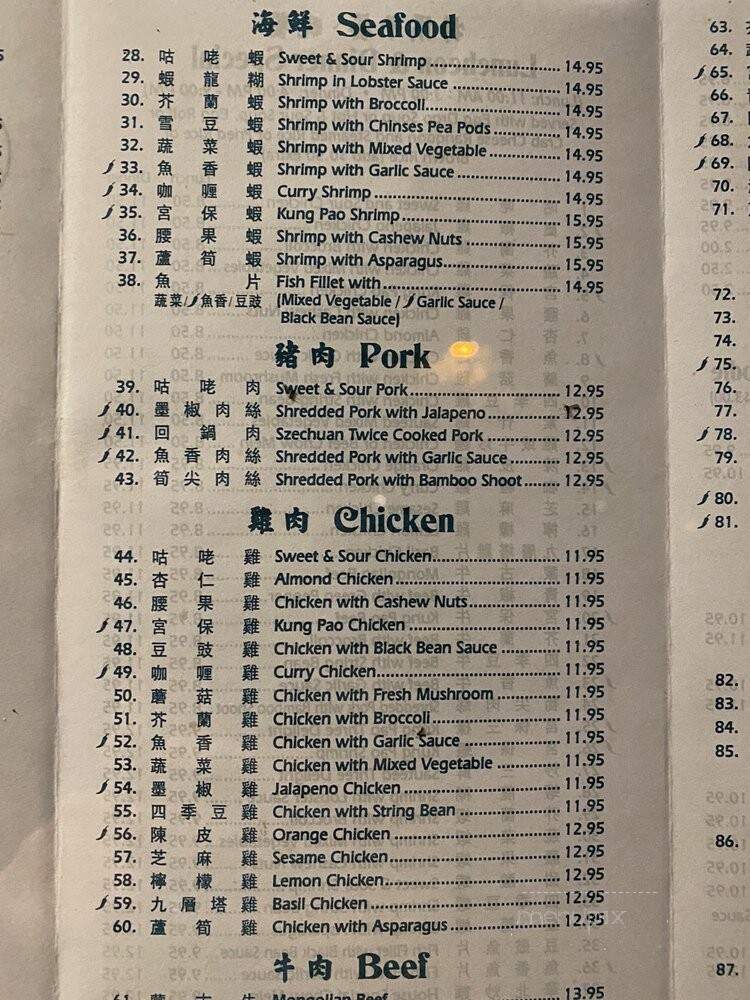 海鮮 Seafood
28. 咕咾蝦 Sweet & Sour Shrimp 14.95
29. 蝦龍糊 Shrimp in Lobster Sauce 14.95
30. 芥蘭蝦 Shrimp with Broccoli 14.95
31. 雪豆蝦 Shrimp with Chinses Pea Pods 14.95
32. 蔬菜蝦 Shrimp with Mixed Vegetable 14.95
33. 魚香蝦 Shrimp with Garlic Sauce 14.95
34. 咖喱蝦 Curry Shrimp 14.95
35. 宮保蝦 Kung Pao Shrimp 15.95
36. 腰果蝦 Shrimp with Cashew Nuts 15.95
37. 蘆筍蝦 Shrimp with Asparagus 15.95
38. 魚片 Fish Fillet with 14.95
蔬菜/魚香/豆豉 (Mixed Vegetable / Garlic Sauce /
Black Bean Sauce)
豬肉 Pork
39. 咕咾肉 Sweet & Sour Pork 12.95
40. 墨椒肉絲 Shredded Pork with Jalapeno 12.95
41. 回鍋肉 Szechuan Twice Cooked Pork 12.95
42. 魚香肉絲 Shredded Pork with Garlic Sauce 12.95
43. 筍尖肉絲 Shredded Pork with Bamboo Shoot 12.95
雞肉 Chicken
44. 咕咾雞 Sweet & Sour Chicken 11.95
45. 杏仁雞 Almond Chicken 11.95
46. 腰果雞 Chicken with Cashew Nuts 11.95
47. 宮保雞 Kung Pao Chicken 11.95
48. 豆豉雞 Chicken with Black Bean Sauce 11.95
49. 咖喱雞 Curry Chicken 11.95
50. 蘑菇雞 Chicken with Fresh Mushroom 11.95
51. 芥蘭雞 Chicken with Broccoli 11.95
52. 魚香雞 Chicken with Garlic Sauce 11.95
53. 蔬菜雞 Chicken with Mixed Vegetable 11.95
54. 墨椒雞 Jalapeno Chicken 11.95
55. 四季豆雞 Chicken with String Bean 11.95
56. 陳皮雞 Orange Chicken 12.95
57. 芝麻雞 Sesame Chicken 12.95
58. 檸檬雞 Lemon Chicken 12.95
59. 九層塔雞 Basil Chicken 12.95
60. 蘆筍雞 Chicken with Asparagus 12.95
牛肉 Beef
61. 蒙古牛 Mongolian Beef 13.95
63.
64.
65.
66.
67.
68.
69.
70.
71.
72.
73.
74.
75.
76.
77.
78.
79.
80.
81.
82.
83.
84.
85.
86.
87.